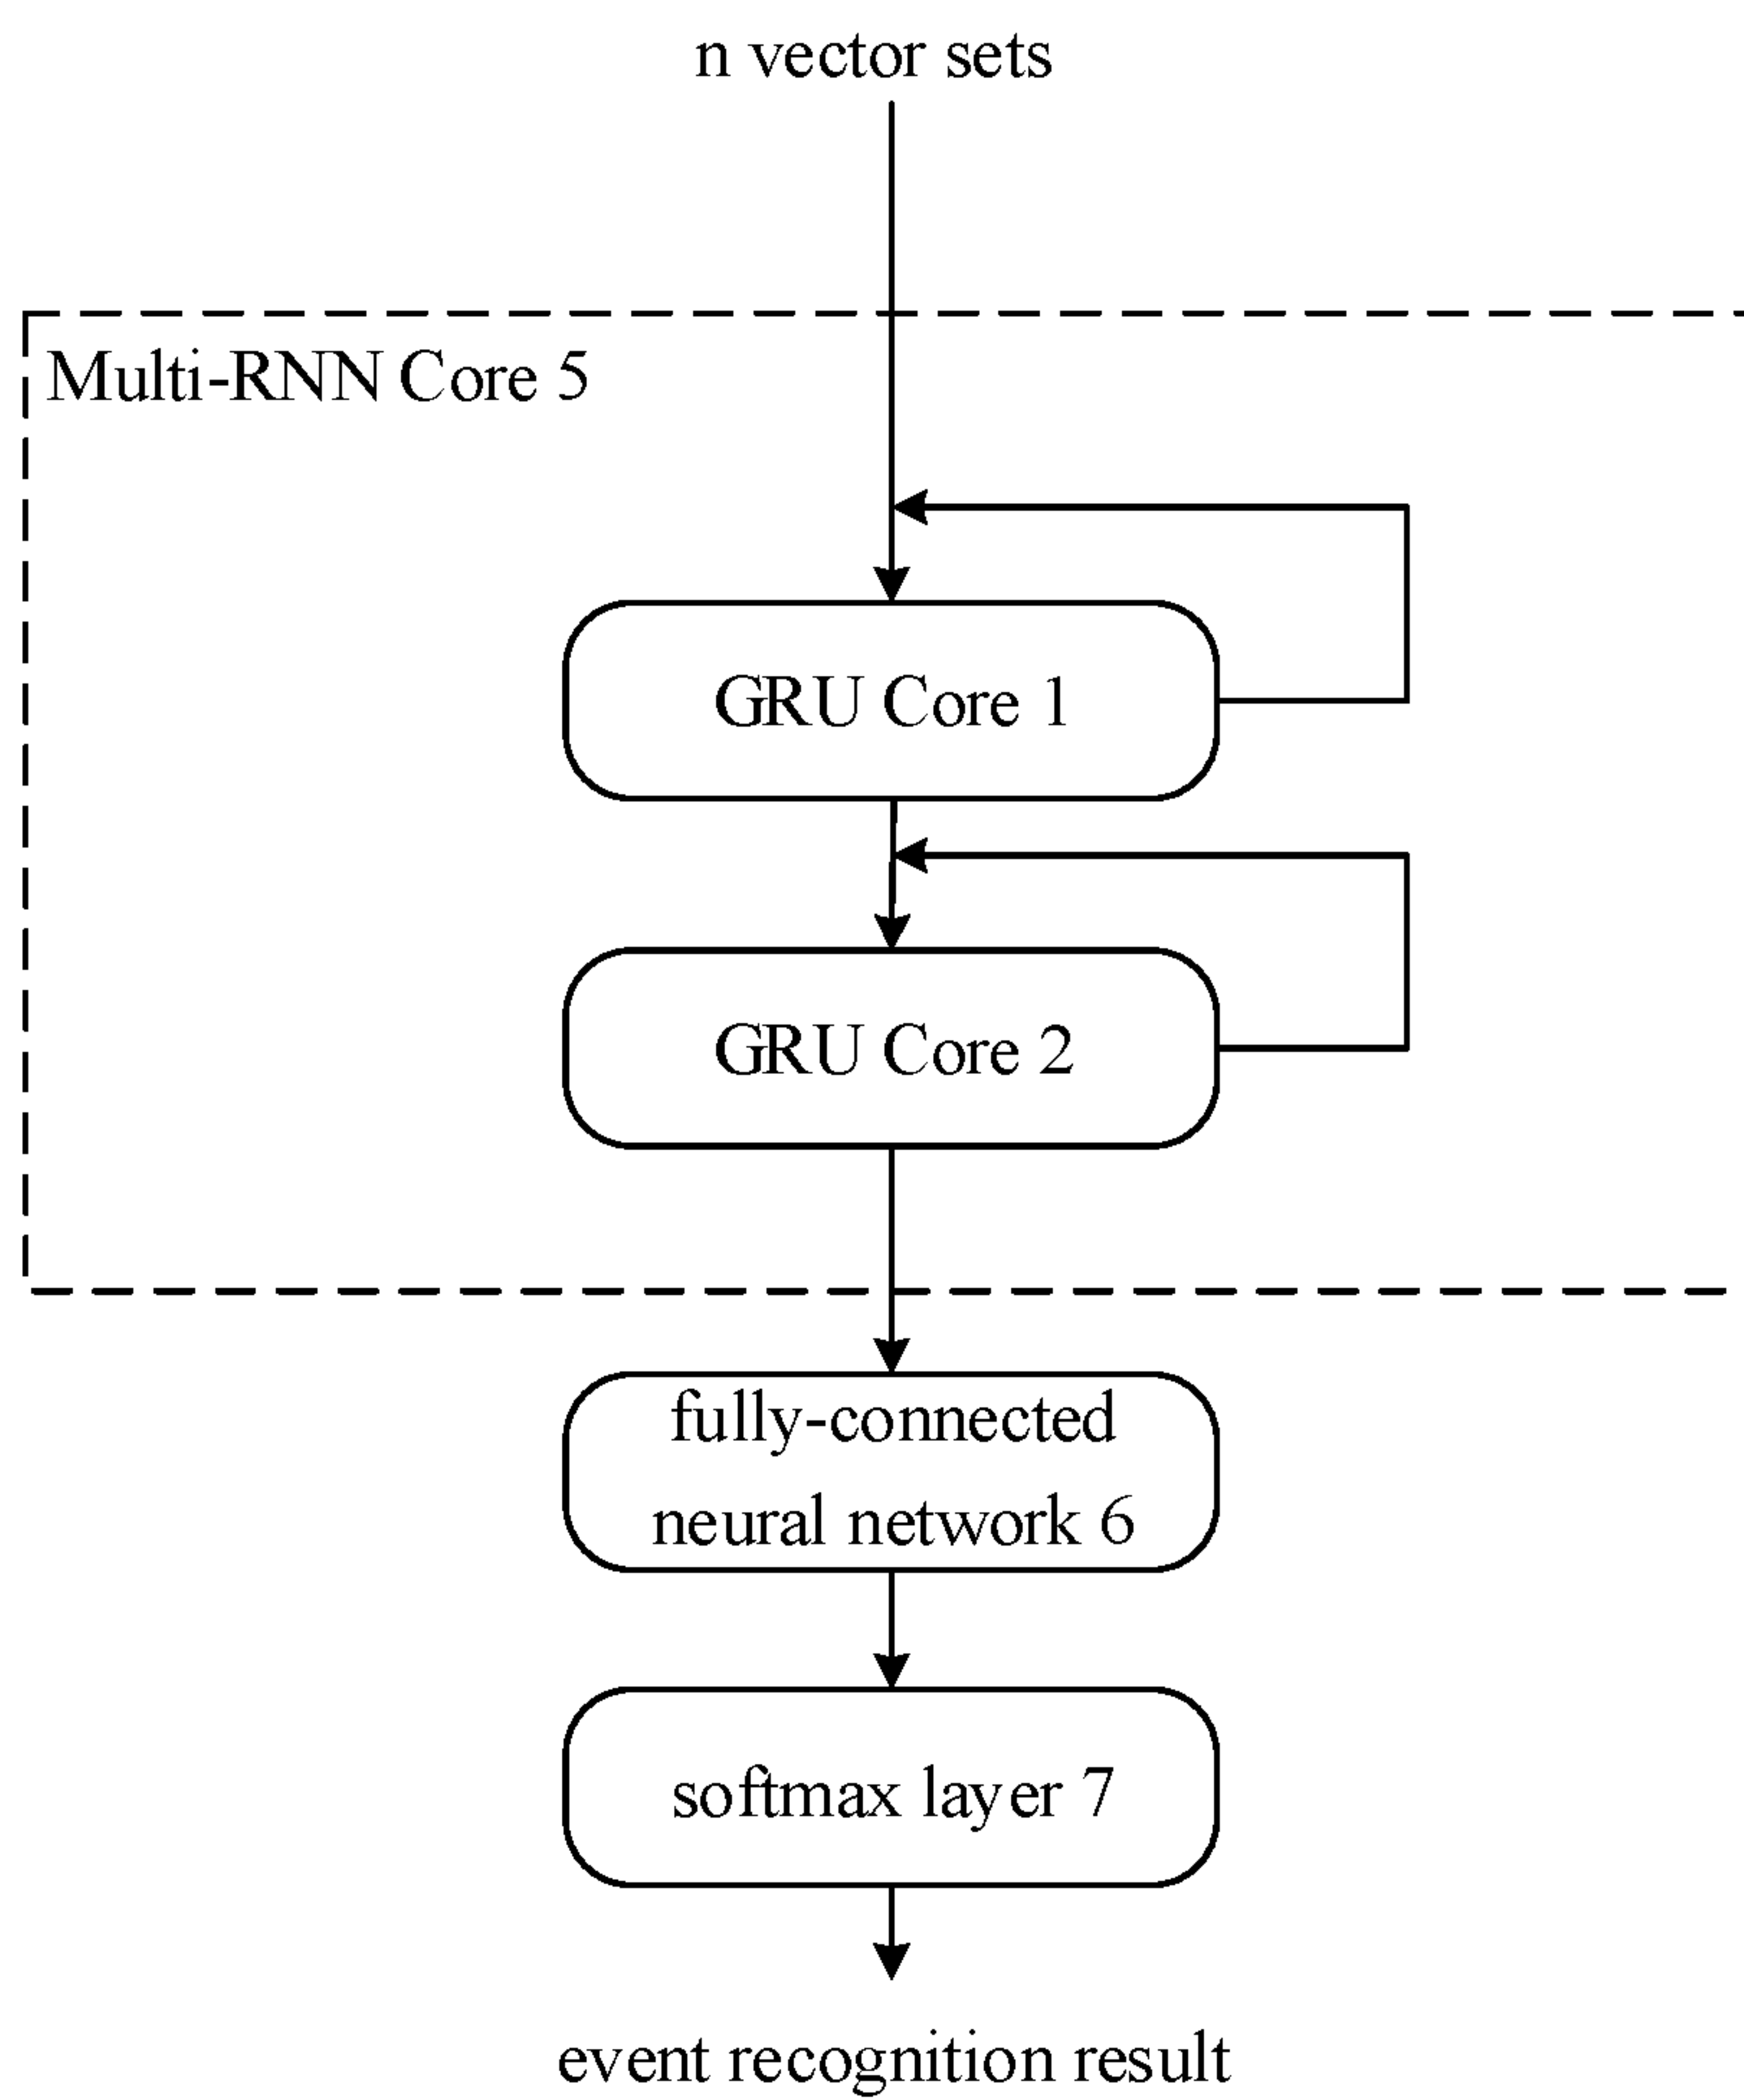 n vector sets
Multi-RNN Core 5
GRU Core 1
GRU Core 2
fully-connected
neural network 6
softmax layer 7
event recognition result